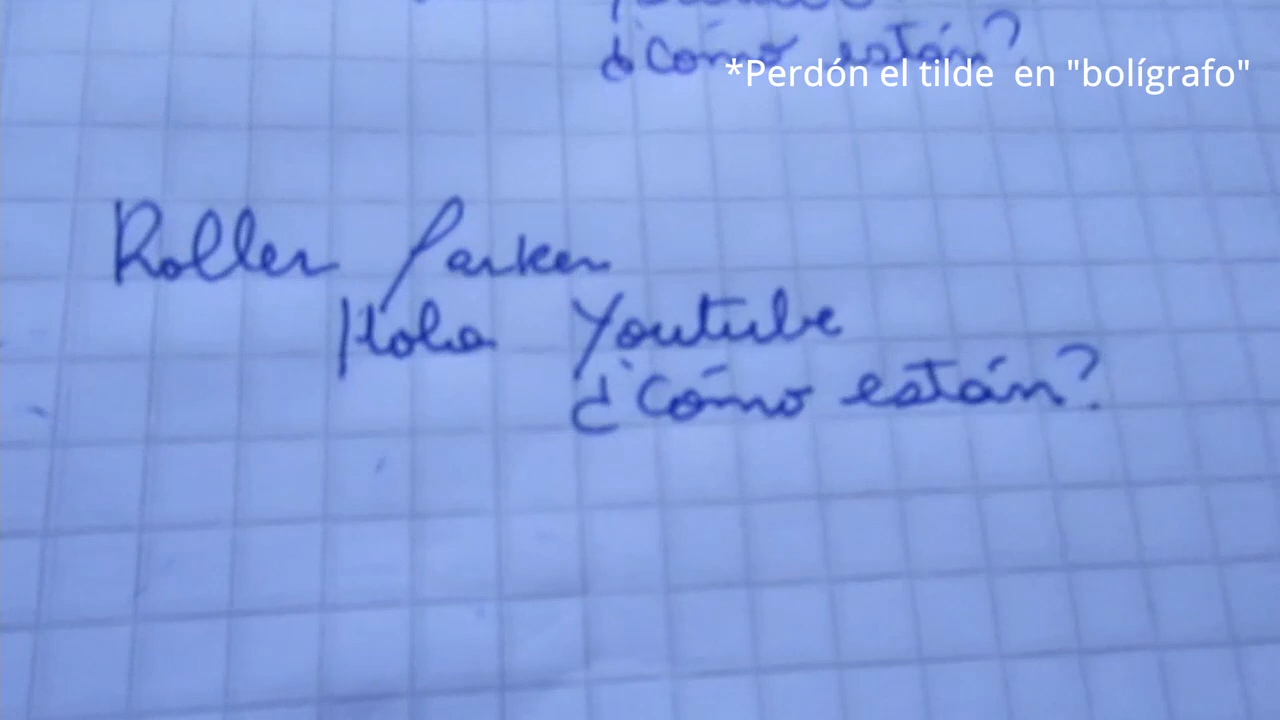 ¿Cómo están?
*Perdón el tilde en "bolígrafo"
Roller Parker
Hola Youtube
¿Cómo están?